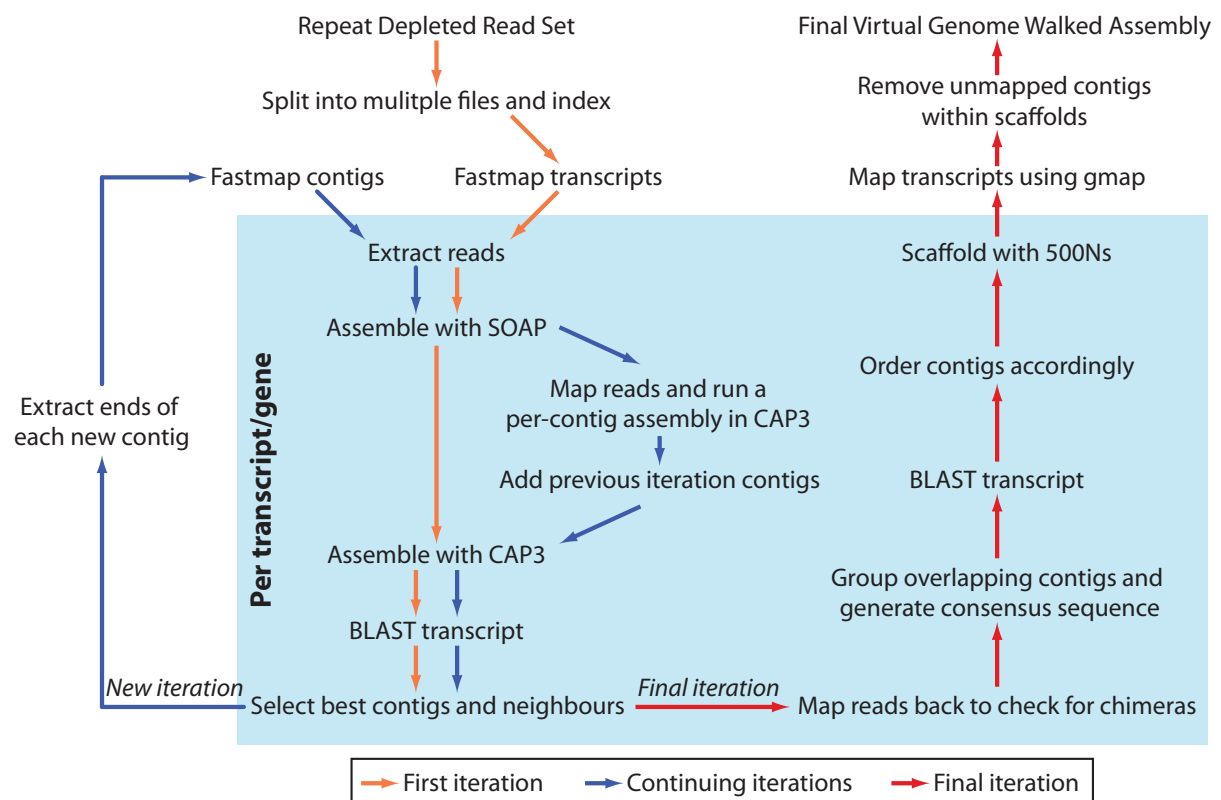 Repeat Depleted Read Set
Split into mulitple files and index
Fastmap contigs
Fastmap transcripts
Extract reads
Assemble with SOAP
Map reads and run a
per-contig assembly in CAP3
Add previous iteration contigs
Assemble with CAP3
BLAST transcript
Select best contigs and neighbours
New iteration
Extract ends of
each new contig
Per transcript/gene
Final iteration
Map reads back to check for chimeras
Group overlapping contigs and
generate consensus sequence
BLAST transcript
Order contigs accordingly
Scaffold with 500Ns
Map transcripts using gmap
Remove unmapped contigs
within scaffolds
Final Virtual Genome Walked Assembly
First iteration
Continuing iterations
Final iteration